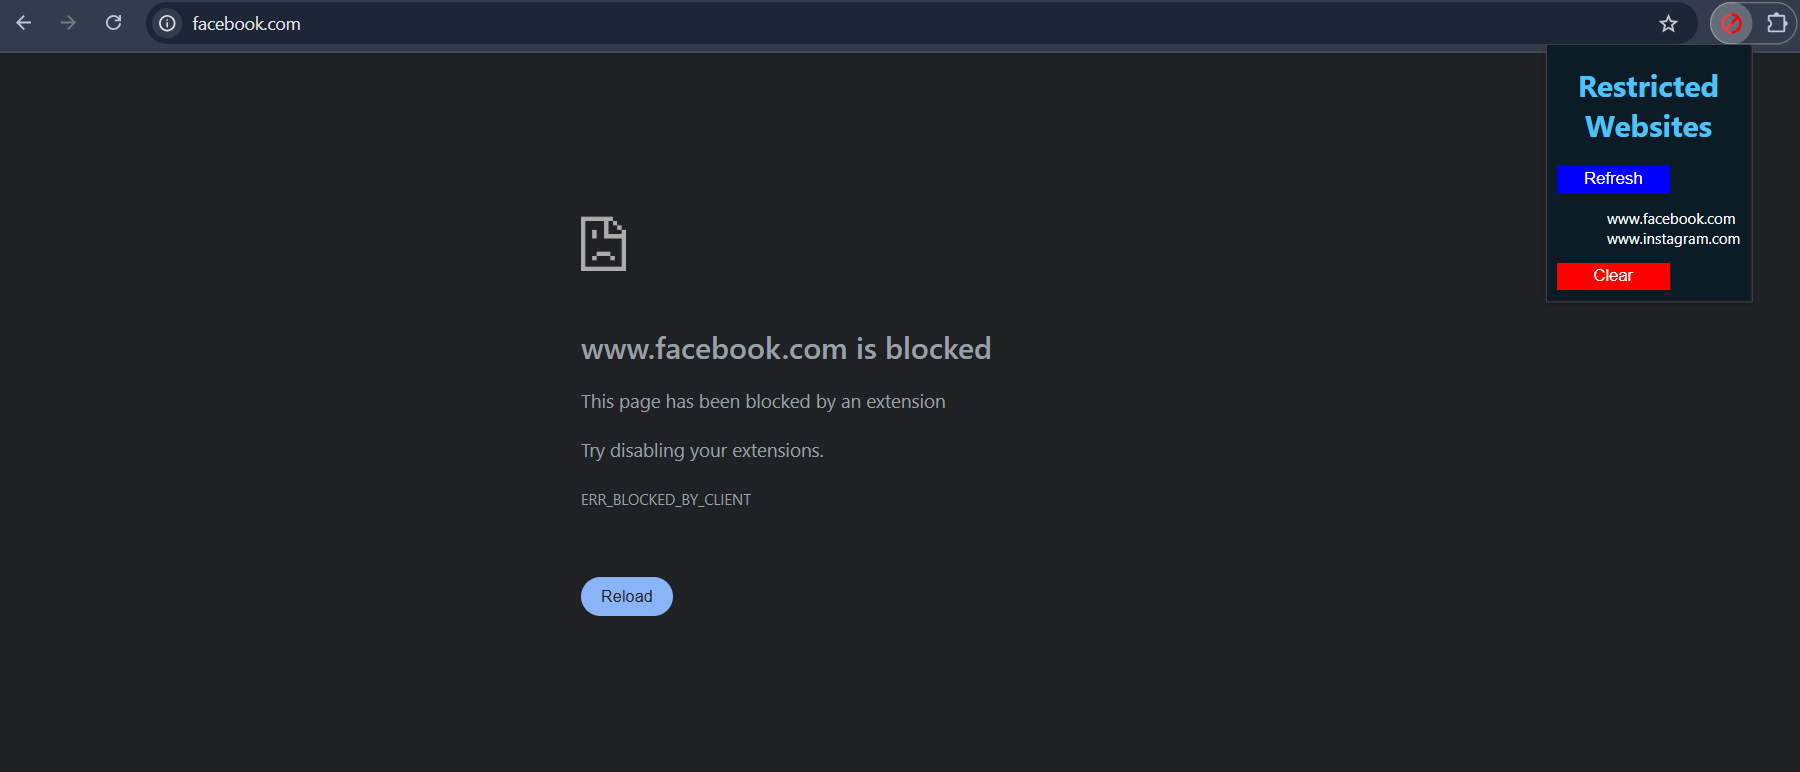 facebook.com
Restricted
Websites
Refresh
www.facebook.com
www.instagram.com
Clear
www.facebook.com is blocked
This page has been blocked by an extension
Try disabling your extensions.
ERR_BLOCKED_BY_CLIENT
Reload